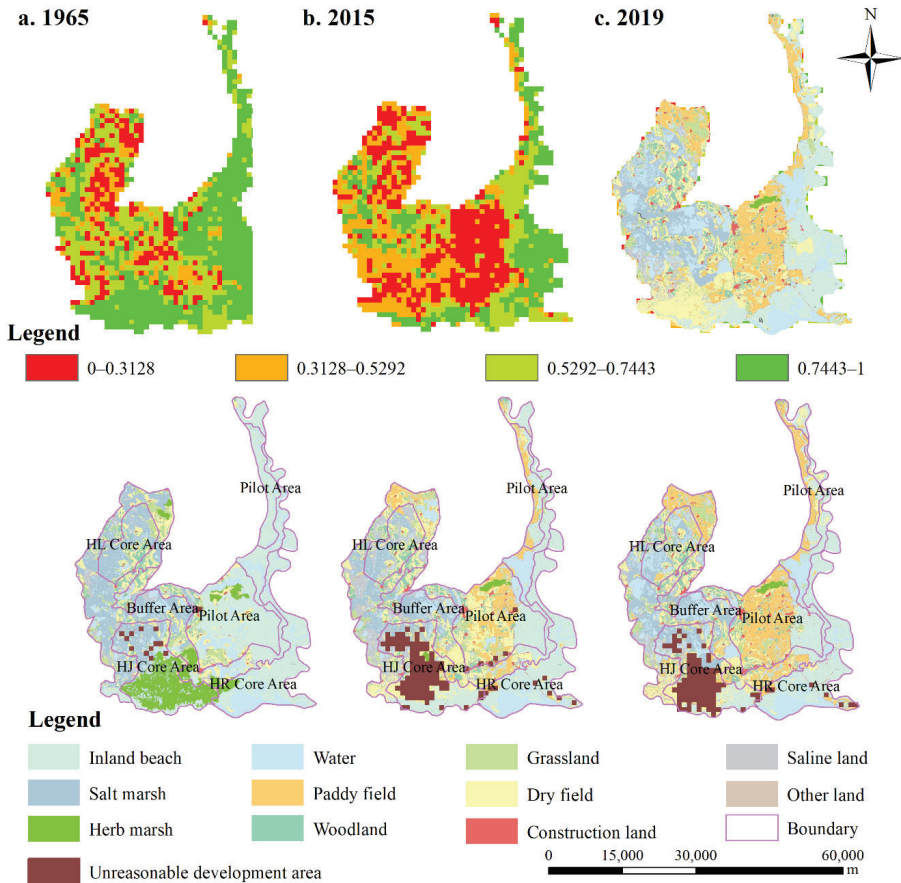 a. 1965
b. 2015
c. 2019
N
Legend
0–0.3128
0.3128–0.5292
0.5292–0.7443
0.7443–1
Pilot Area
HL Core Area
Buffer Area
Pilot Area
HJ Core Area
HR Core Area
Pilot Area
HL Core Area
Buffer Area
Pilot Area
HJ Core Area
HR Core Area
Pilot Area
HL Core Area
Buffer Area
Pilot Area
HJ Core Area
HR Core Area
Legend
Inland beach
Water
Grassland
Saline land
Salt marsh
Paddy field
Dry field
Other land
Herb marsh
Woodland
Construction land
Boundary
Unreasonable development area
0 15,000 30,000 60,000
m